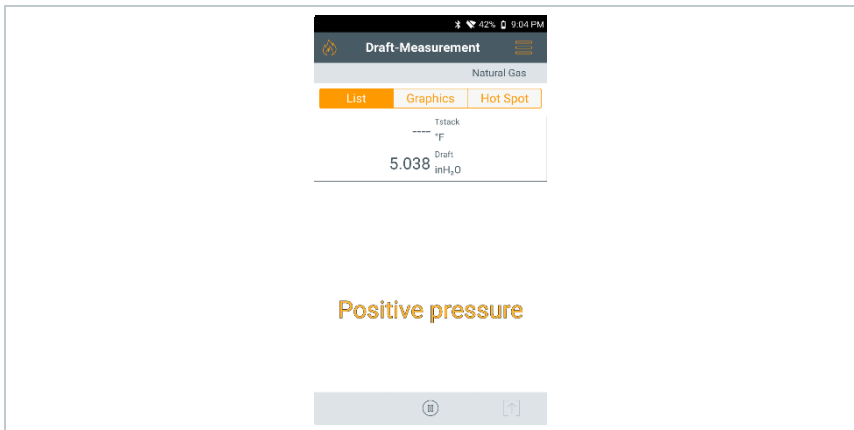 42% 9:04 PM
Draft-Measurement
Natural Gas
List Graphics Hot Spot
---- Tstack °F
5.038 Draft inH₂O
Positive pressure